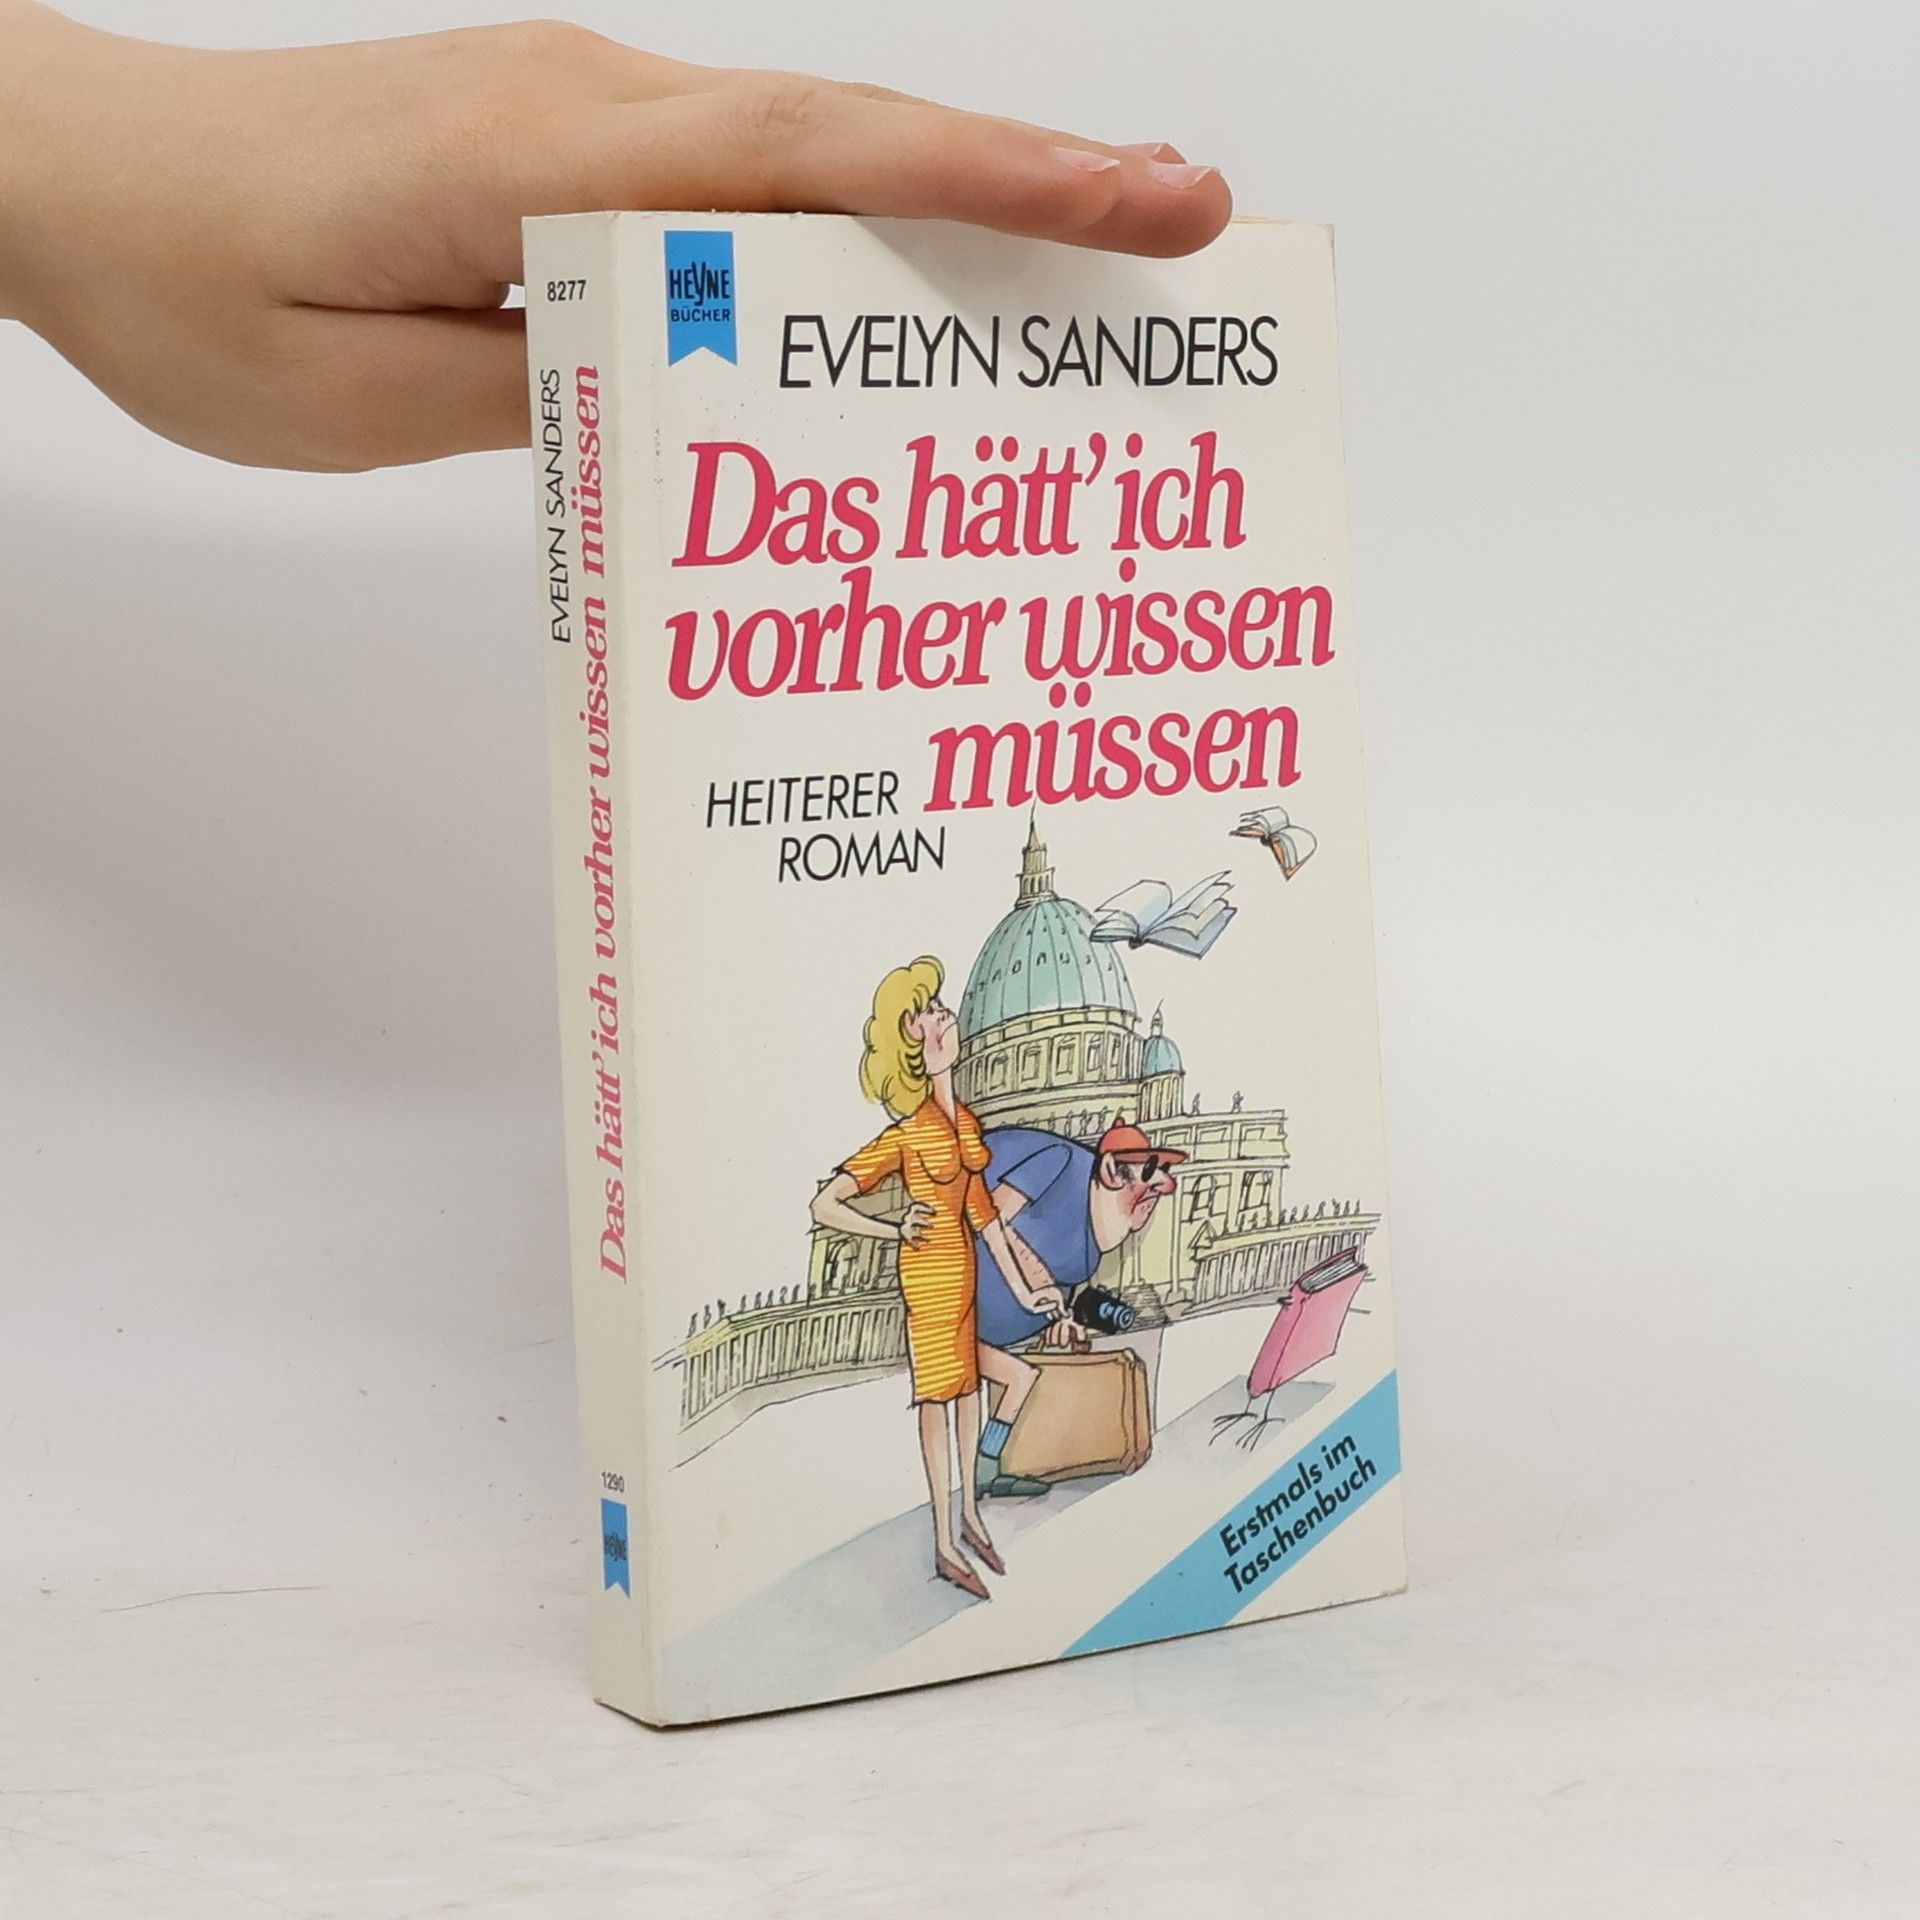 8277
EVELYN SANDERS
Das hätt' ich vorher wissen müssen
1290
HEYNE
HEYNE
BÜCHER
EVELYN SANDERS
Das hätt' ich
vorher wissen
müssen
HEITERER
ROMAN
Erstmals im
Taschenbuch